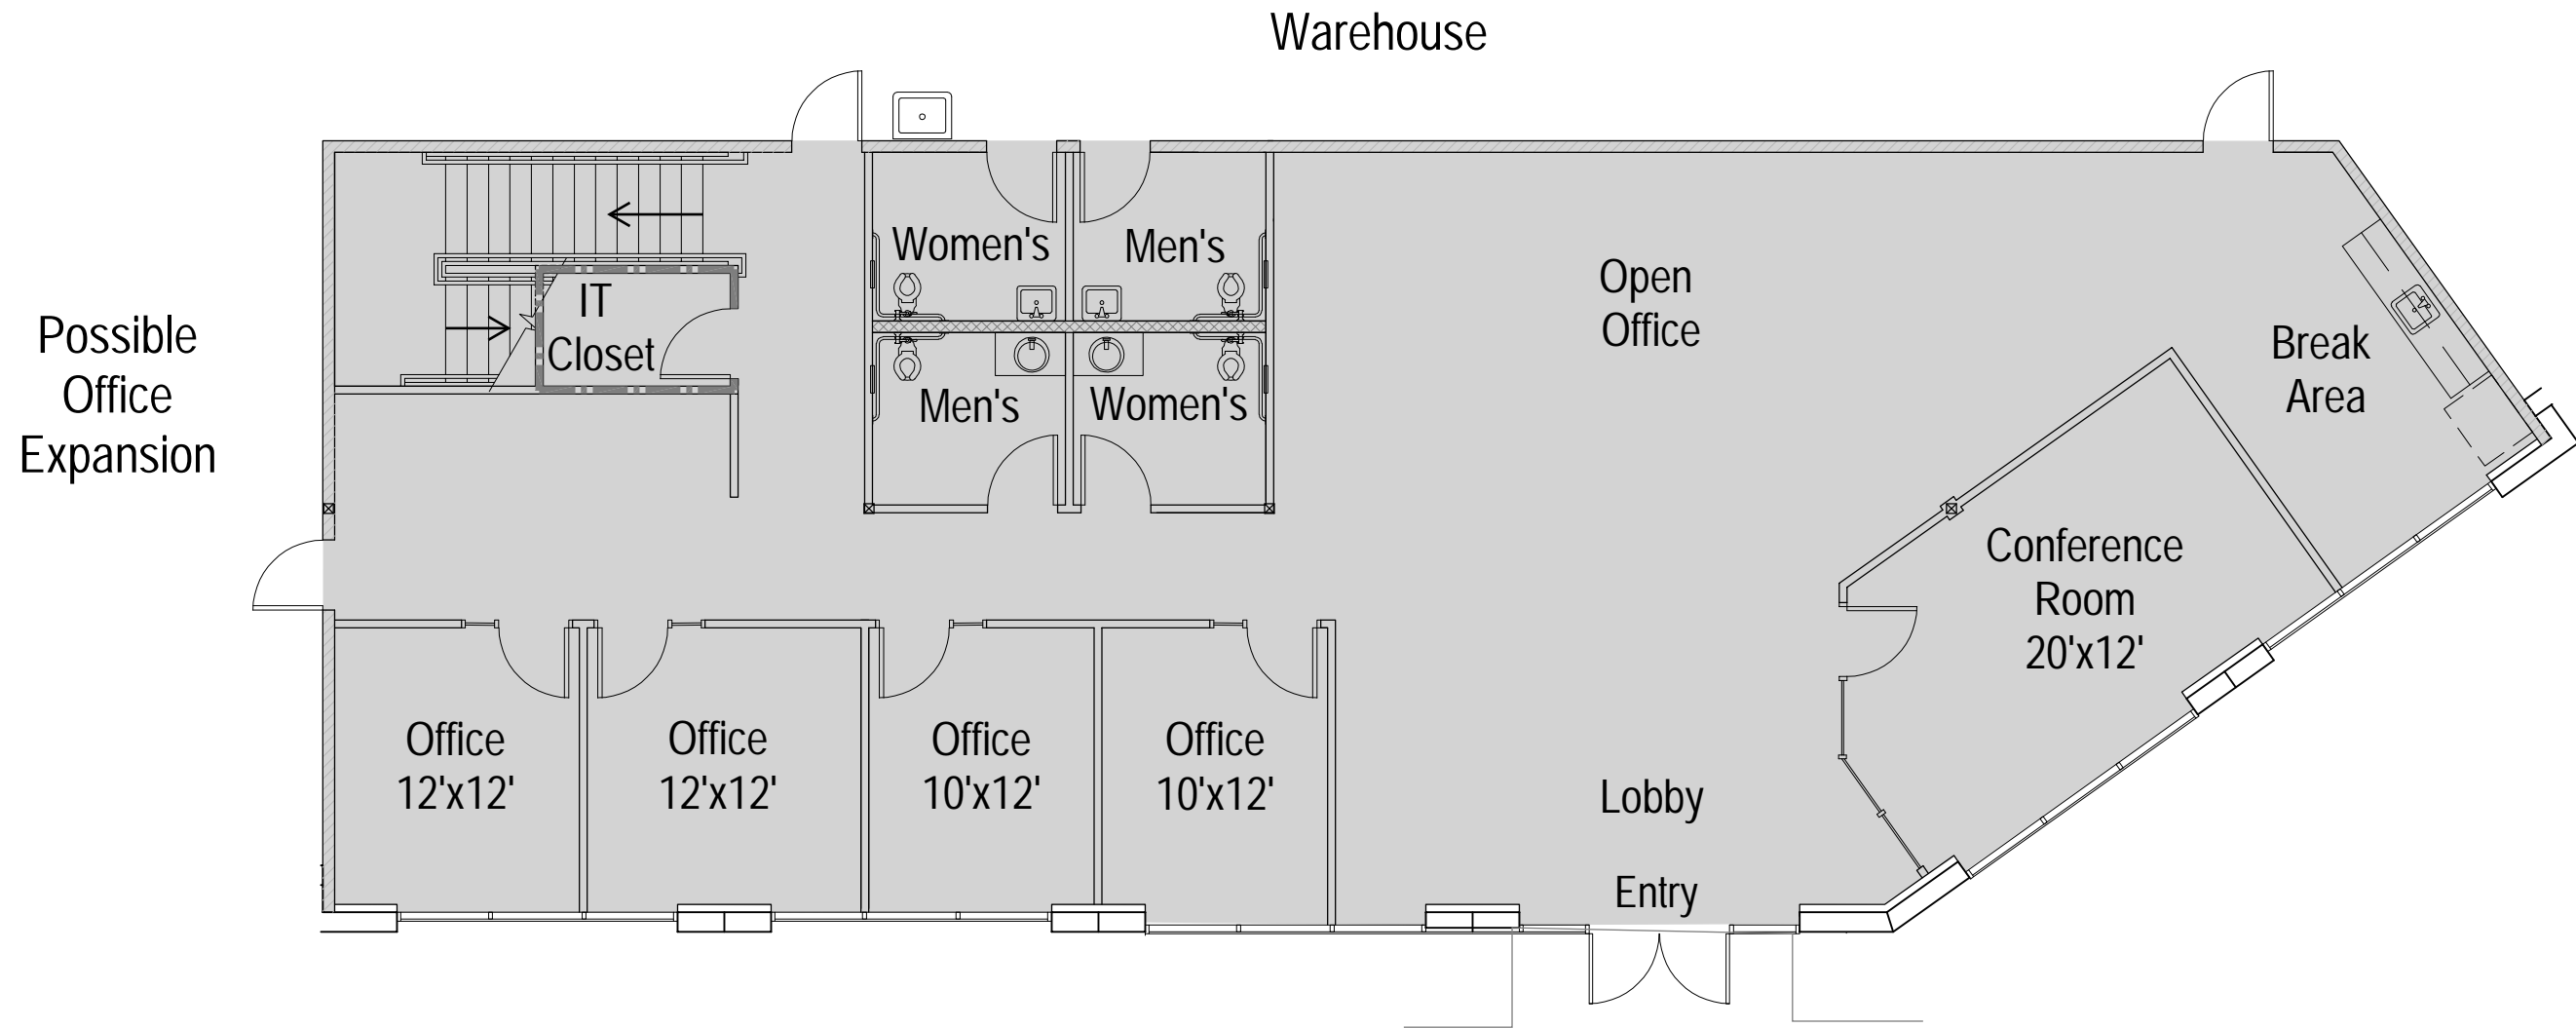 Warehouse
Possible
Office
Expansion
IT
Closet
Women's
Men's
Men's
Women's
Open
Office
Break
Area
Conference
Room
20'x12'
Office
12'x12'
Office
12'x12'
Office
10'x12'
Office
10'x12'
Lobby
Entry